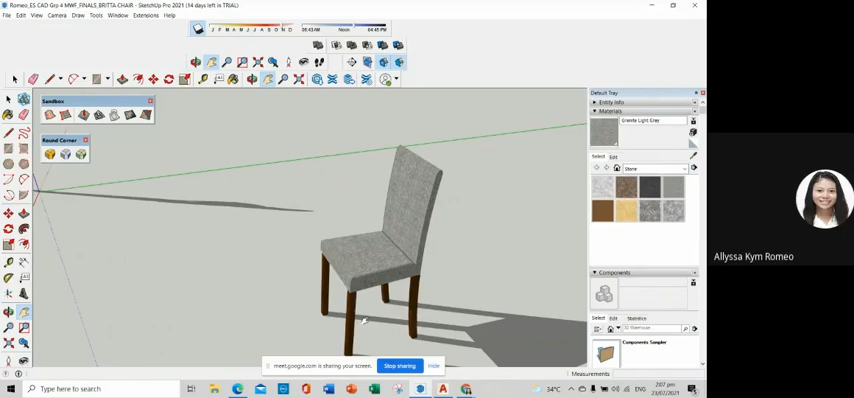 Romeo_ES CAD Grp 4 MWF_FINALS_BRITTA CHAIR - SketchUp Pro 2021 (14 days left in TRIAL)
File Edit View Camera Draw Tools Window Extensions Help
J F M A M J J A S O N D 06:43 AM Noon 04:45 PM
Default Tray
Sandbox
Entity Info
Materials
Granite Light Grey
Round Corner
Select Edit
Stone
Allyssa Kym Romeo
Components
Select Edit Statistics
3D Warehouse
Components Sampler
meet.google.com is sharing your screen. Stop sharing Hide
Measurements
Type here to search
34°C
2:07 pm
23/07/2021